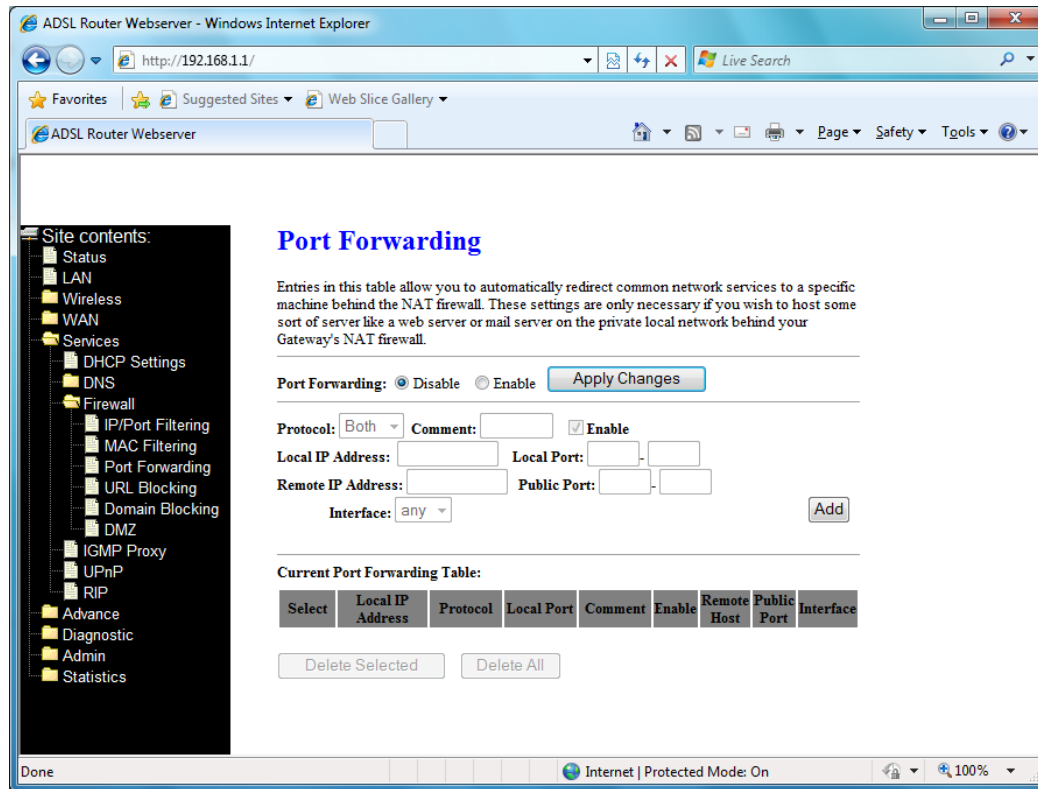 ADSL Router Webserver - Windows Internet Explorer
http://192.168.1.1/
Live Search
Favorites
Suggested Sites
Web Slice Gallery
ADSL Router Webserver
Page
Safety
Tools
Site contents:
Status
LAN
Wireless
WAN
Services
DHCP Settings
DNS
Firewall
IP/Port Filtering
MAC Filtering
Port Forwarding
URL Blocking
Domain Blocking
DMZ
IGMP Proxy
UPnP
RIP
Advance
Diagnostic
Admin
Statistics
Port Forwarding
Entries in this table allow you to automatically redirect common network services to a specific
machine behind the NAT firewall. These settings are only necessary if you wish to host some
sort of server like a web server or mail server on the private local network behind your
Gateway's NAT firewall.
Port Forwarding: Disable Enable Apply Changes
Protocol: Both Comment: Enable
Local IP Address: Local Port: -
Remote IP Address: Public Port: -
Interface: any Add
Current Port Forwarding Table:
Select Local IP Address Protocol Local Port Comment Enable Remote Host Public Port Interface
Delete Selected Delete All
Done
Internet | Protected Mode: On
100%